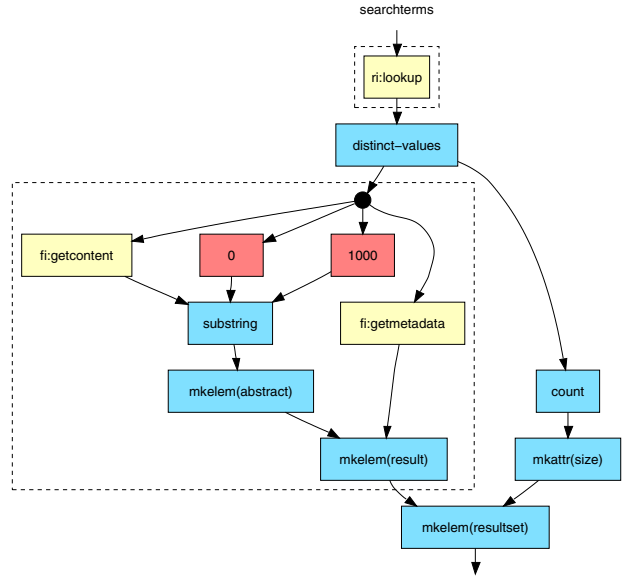 searchterms
ri:lookup
distinct−values
fi:getcontent
0
1000
substring
fi:getmetadata
mkelem(abstract)
count
mkelem(result)
mkattr(size)
mkelem(resultset)